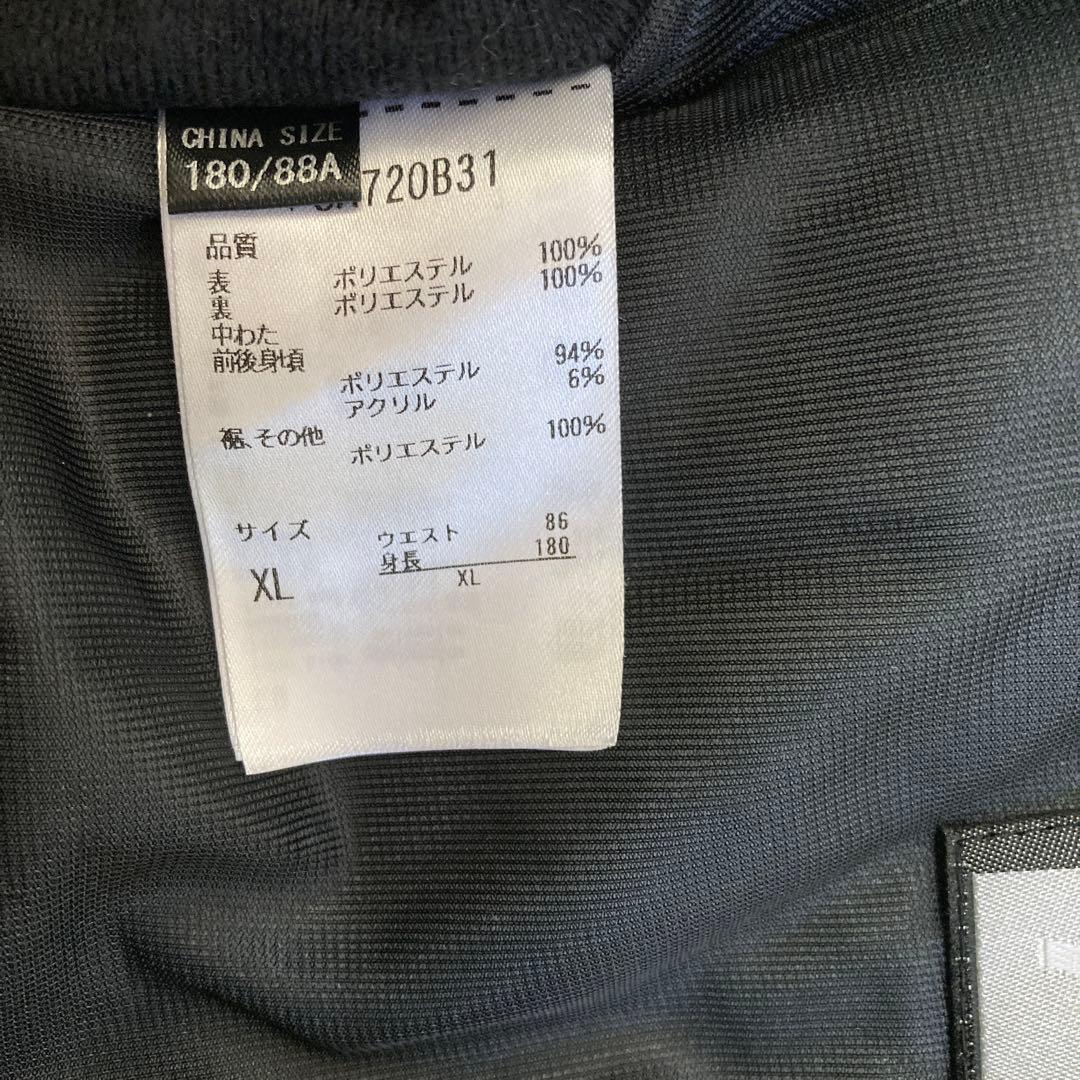 CHINA SIZE
180/88A
720B31
品質
表 ポリエステル 100%
裏 ポリエステル 100%
中わた
前後身頃
ポリエステル 94%
アクリル 6%
裾、その他
ポリエステル 100%
サイズ ウエスト 86
身長 180
XL XL